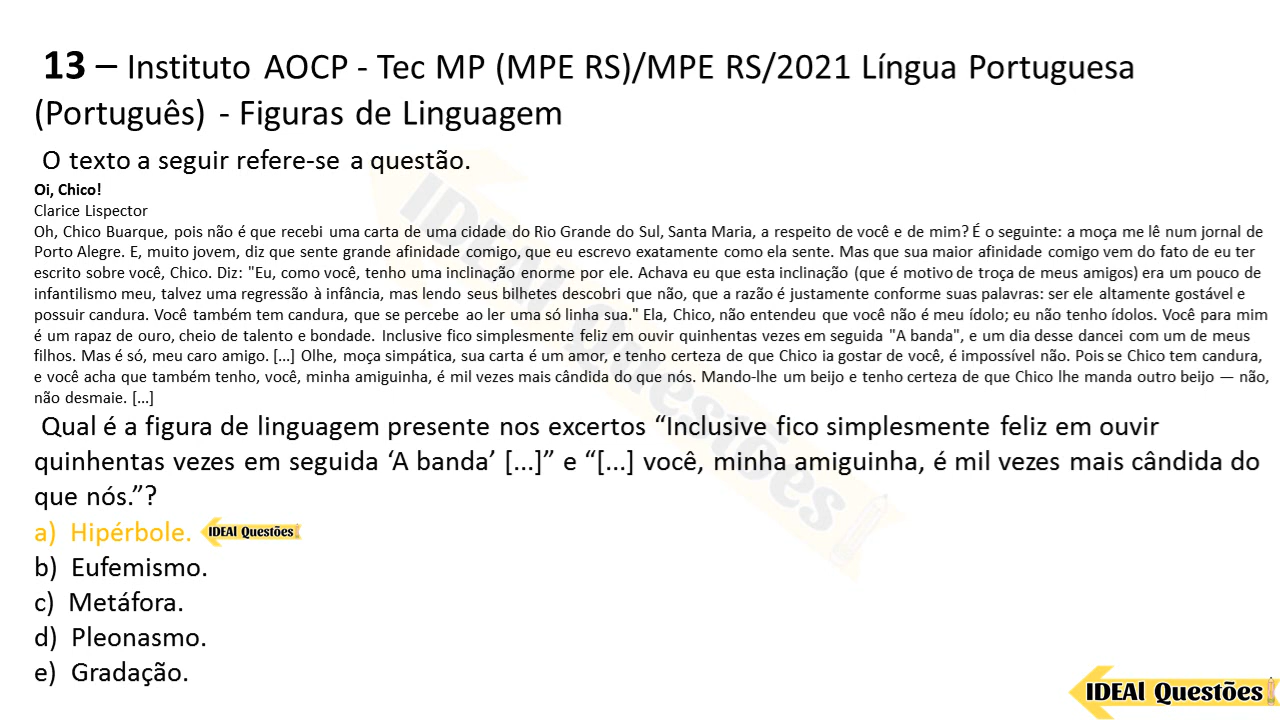 13 – Instituto AOCP - Tec MP (MPE RS)/MPE RS/2021 Língua Portuguesa
(Português) - Figuras de Linguagem
O texto a seguir refere-se a questão.
Oi, Chico!
Clarice Lispector
Oh, Chico Buarque, pois não é que recebi uma carta de uma cidade do Rio Grande do Sul, Santa Maria, a respeito de você e de mim? É o seguinte: a moça me lê num jornal de
Porto Alegre. E, muito jovem, diz que sente grande afinidade comigo, que eu escrevo exatamente como ela sente. Mas que sua maior afinidade comigo vem do fato de eu ter
escrito sobre você, Chico. Diz: "Eu, como você, tenho uma inclinação enorme por ele. Achava eu que esta inclinação (que é motivo de troça de meus amigos) era um pouco de
infantilismo meu, talvez uma regressão à infância, mas lendo seus bilhetes descobri que não, que a razão é justamente conforme suas palavras: ser ele altamente gostável e
possuir candura. Você também tem candura, que se percebe ao ler uma só linha sua." Ela, Chico, não entendeu que você não é meu ídolo; eu não tenho ídolos. Você para mim
é um rapaz de ouro, cheio de talento e bondade. Inclusive fico simplesmente feliz em ouvir quinhentas vezes em seguida "A banda", e um dia desse dancei com um de meus
filhos. Mas é só, meu caro amigo. [...] Olhe, moça simpática, sua carta é um amor, e tenho certeza de que Chico ia gostar de você, é impossível não. Pois se Chico tem candura,
e você acha que também tenho, você, minha amiguinha, é mil vezes mais cândida do que nós. Mando-lhe um beijo e tenho certeza de que Chico lhe manda outro beijo — não,
não desmaie. [...]
Qual é a figura de linguagem presente nos excertos “Inclusive fico simplesmente feliz em ouvir
quinhentas vezes em seguida ‘A banda’ [...]” e “[...] você, minha amiguinha, é mil vezes mais cândida do
que nós.”?
a) Hipérbole. IDEAl Questões
b) Eufemismo.
c) Metáfora.
d) Pleonasmo.
e) Gradação.
IDEAl Questões
IDEAl Questões